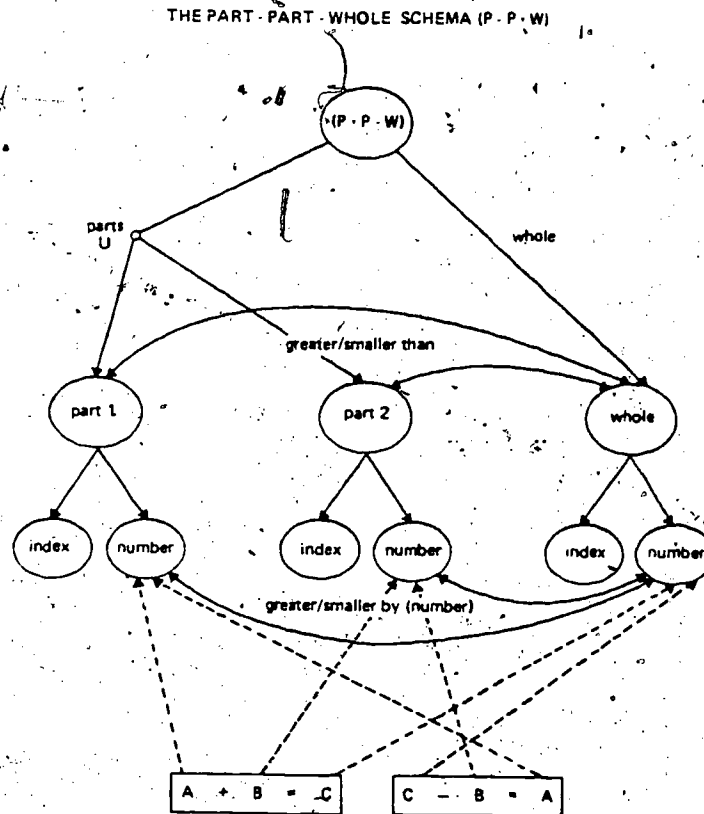 THE PART - PART - WHOLE SCHEMA (P - P - W)
(P - P - W)
parts
U
whole
greater/smaller than
part 1
part 2
whole
index
number
index
number
index
number
greater/smaller by (number)
A + B = C
C - B = A